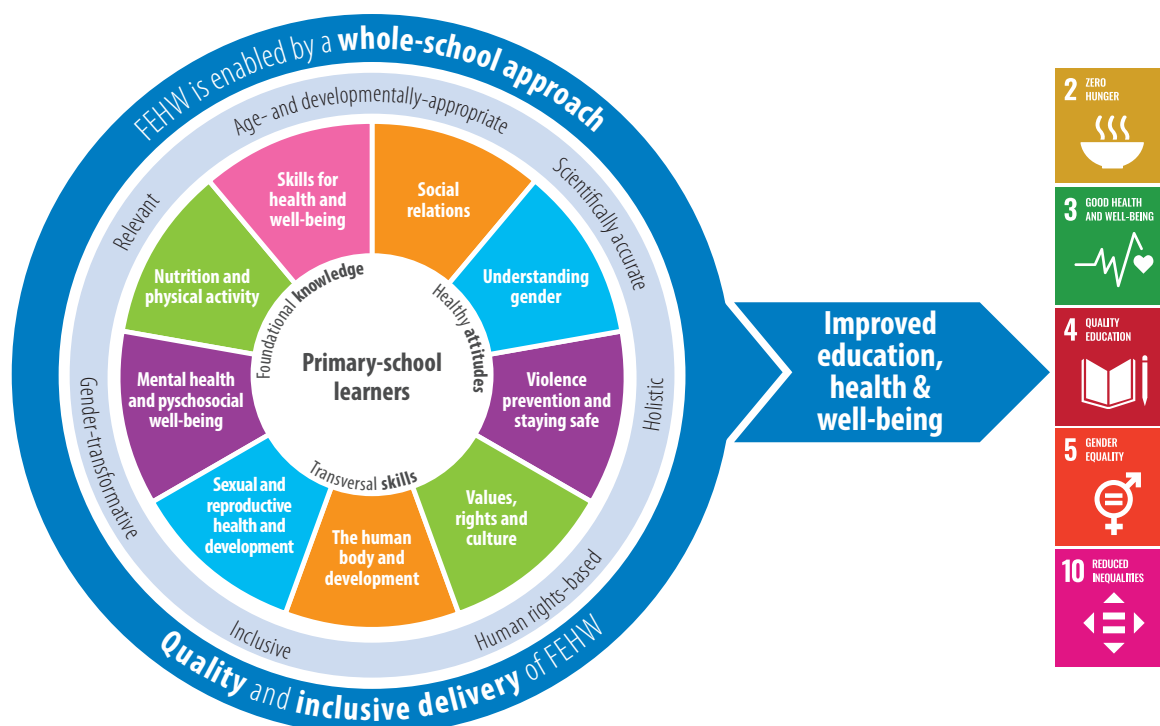 FEHW is enabled by a whole-school approach
Age- and developmentally-appropriate
Scientifically accurate
Holistic
Human rights-based
Inclusive
Gender-transformative
Relevant
Skills for
health and
well-being
Social
relations
Understanding
gender
Violence
prevention and
staying safe
Values,
rights and
culture
The human
body and
development
Sexual and
reproductive
health and
development
Mental health
and pyschosocial
well-being
Nutrition and
physical activity
Foundational knowledge
Healthy attitudes
Transversal skills
Primary-school
learners
Quality and inclusive delivery of FEHW
Improved
education,
health &
well-being
2 ZERO
HUNGER
3 GOOD HEALTH
AND WELL-BEING
4 QUALITY
EDUCATION
5 GENDER
EQUALITY
10 REDUCED
INEQUALITIES